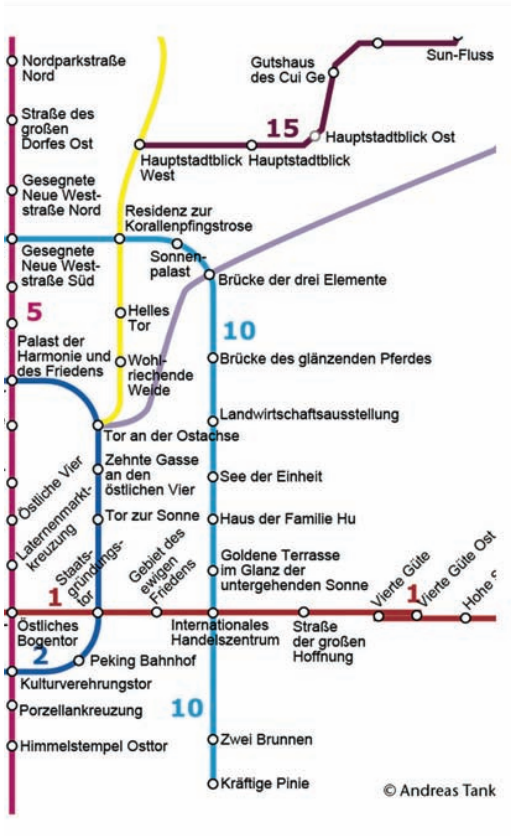 Nordparkstraße
Nord
Sun-Fluss
Gutshaus
des Cui Ge
Straße des
großen
Dorfes Ost
15
Hauptstadtblick Ost
Hauptstadtblick
West
Hauptstadtblick
Gesegnete
Neue West-
straße Nord
Residenz zur
Korallenpfingstrose
Gesegnete
Neue West-
straße Süd
Sonnen-
palast
Brücke der drei Elemente
5
Helles
Tor
10
Palast der
Harmonie und
des Friedens
Wohl-
riechende
Weide
Brücke des glänzenden Pferdes
Landwirtschaftsausstellung
Tor an der Ostachse
Östliche Vier
Zehnte Gasse
an den
östlichen Vier
See der Einheit
Laternenmarkt-
kreuzung
Tor zur Sonne
Haus der Familie Hu
Staats-
gründungs-
tor
Gebiet des
ewigen
Friedens
Goldene Terrasse
im Glanz der
untergehenden Sonne
Vierte Güte
Vierte Güte Ost
Hohe
1
1
Östliches
Bogentor
Internationales
Handelszentrum
Straße
der großen
Hoffnung
2
Peking Bahnhof
Kulturverehrungstor
Porzellankreuzung
10
Himmelstempel Osttor
Zwei Brunnen
Kräftige Pinie
© Andreas Tank